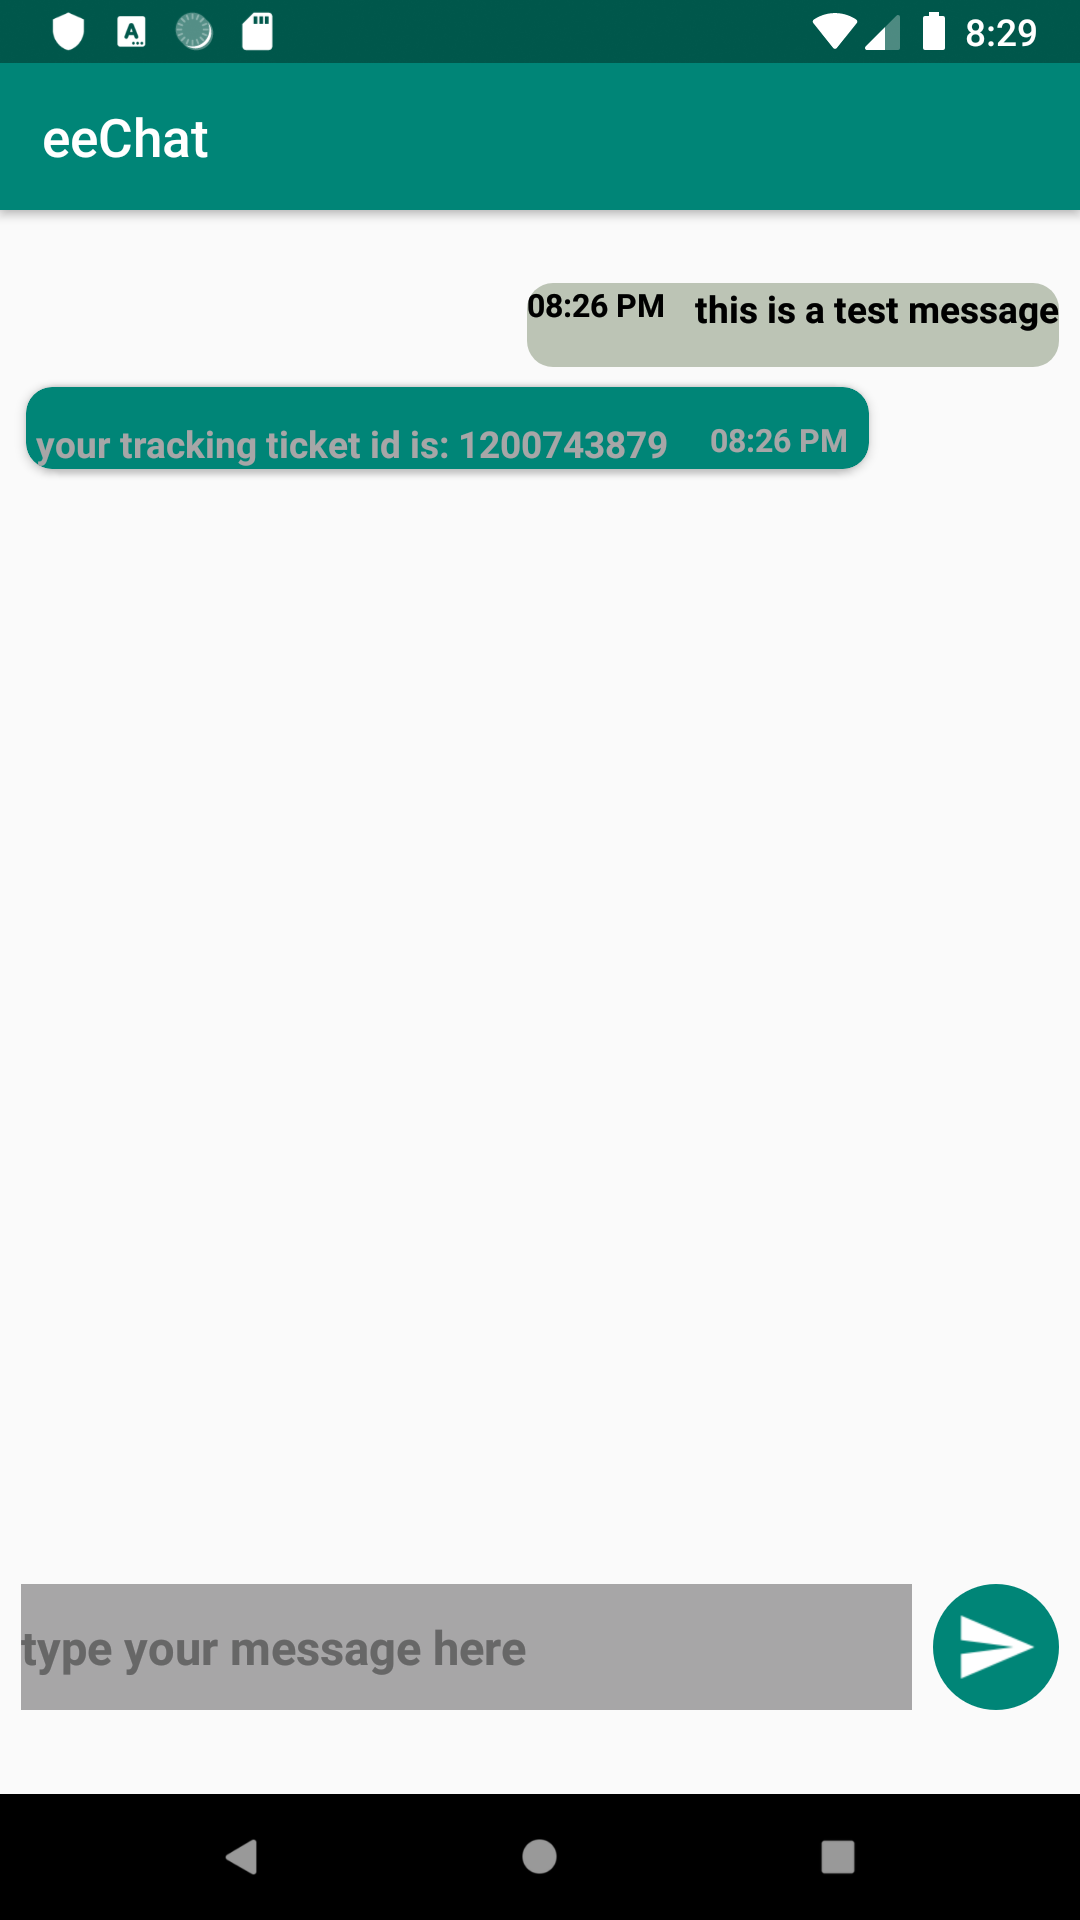 8:29
eeChat
08:26 PM this is a test message
your tracking ticket id is: 1200743879 08:26 PM
type your message here